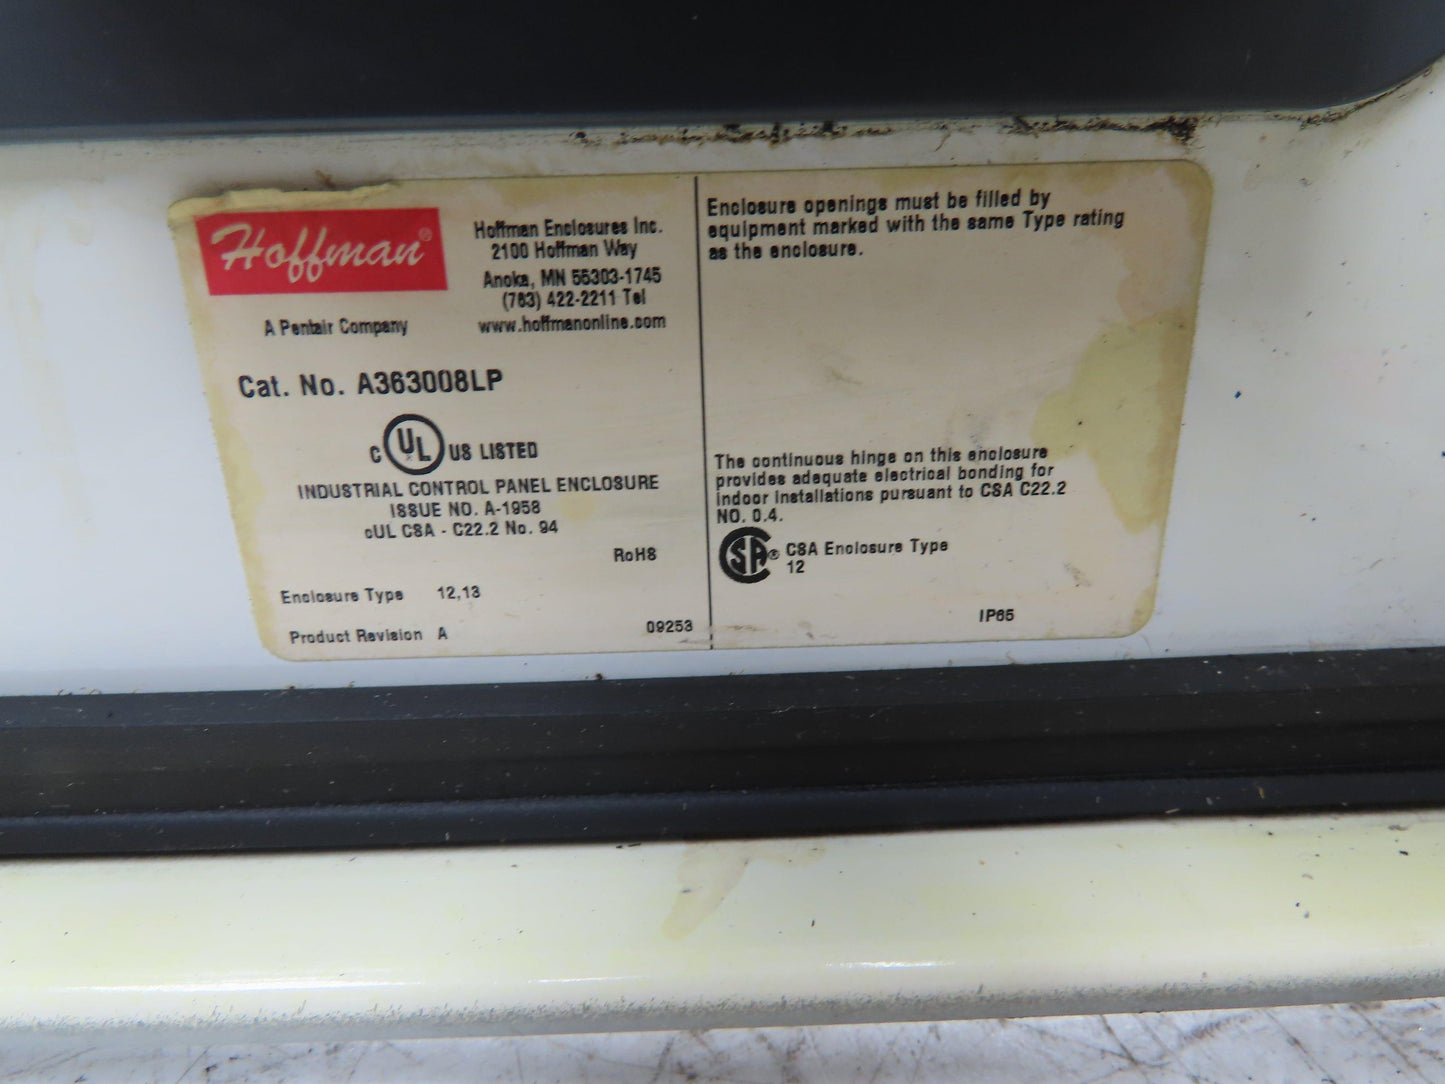 Hoffman®
A Pentair Company
Hoffman Enclosures Inc.
2100 Hoffman Way
Anoka, MN 55303-1745
(763) 422-2211 Tel
www.hoffmanonline.com
Cat. No. A363008LP
C UL US LISTED
INDUSTRIAL CONTROL PANEL ENCLOSURE
ISSUE NO. A-1958
cUL CSA - C22.2 No. 94
RoHS
Enclosure Type 12,13
Product Revision A
09253
Enclosure openings must be filled by
equipment marked with the same Type rating
as the enclosure.
The continuous hinge on this enclosure
provides adequate electrical bonding for
indoor installations pursuant to CSA C22.2
NO. 0.4.
CSA® CSA Enclosure Type
12
IP65